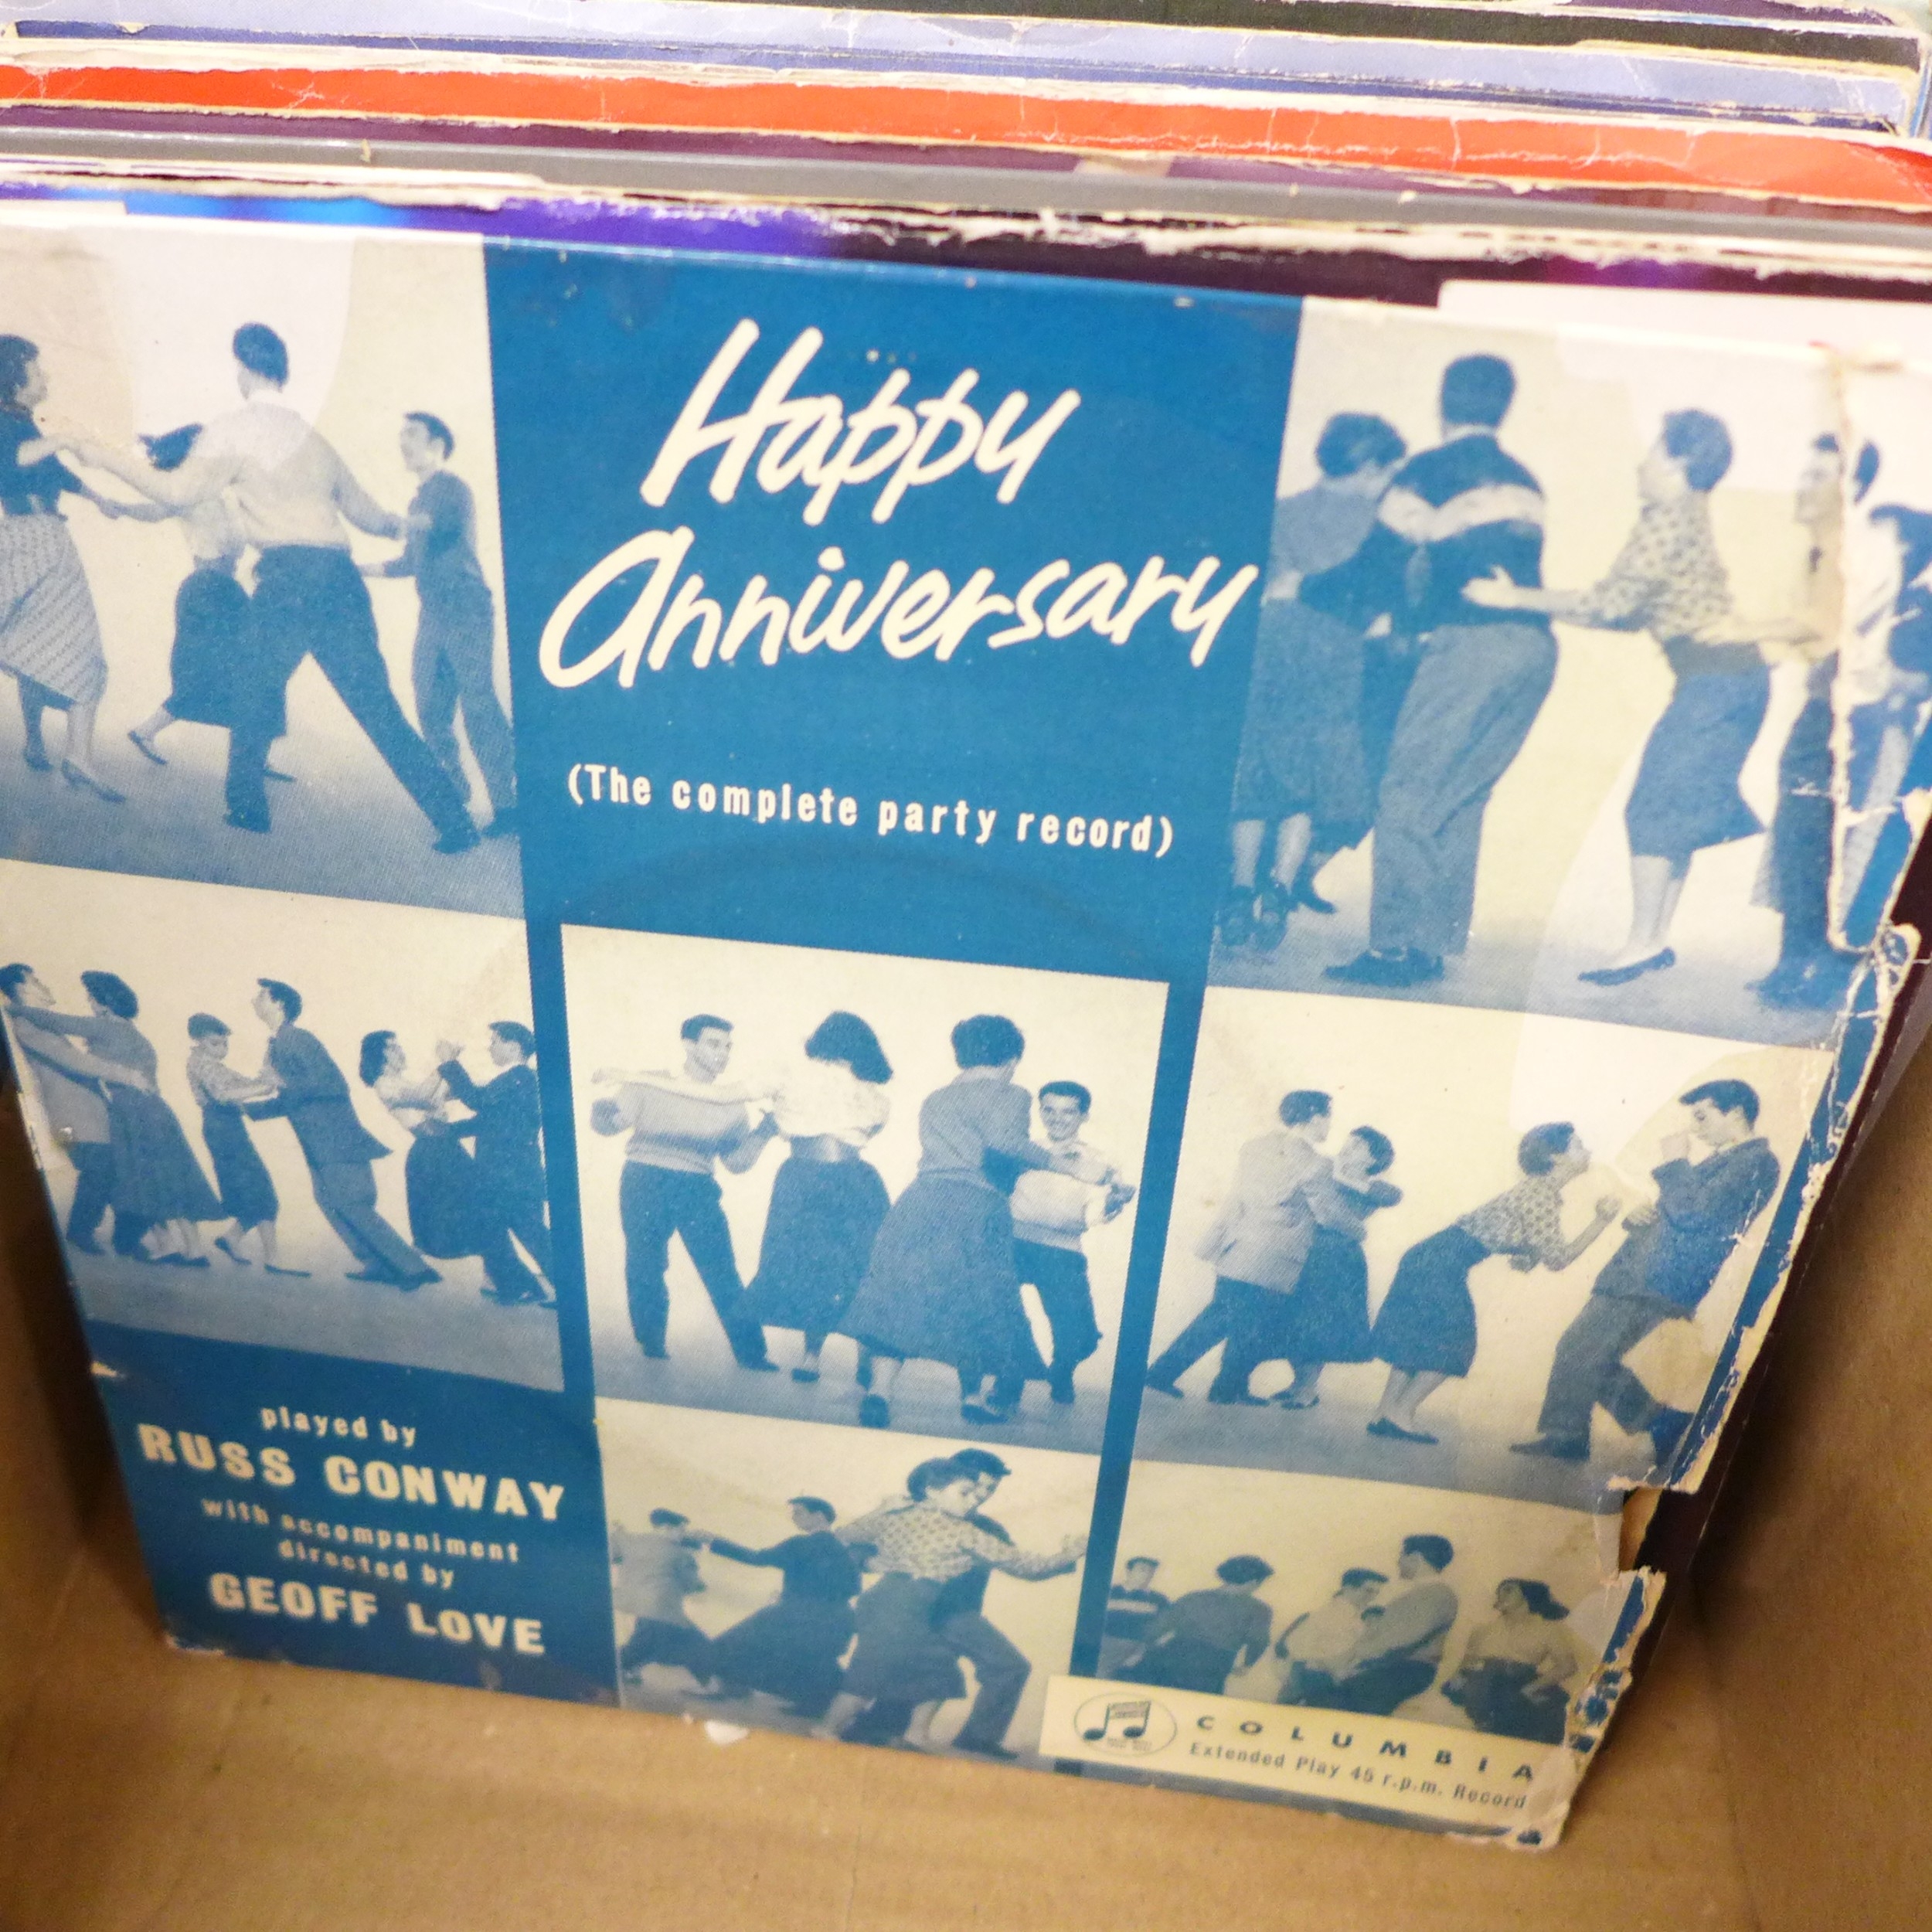 Happy
Anniversary
(The complete party record)
played by
RUSS CONWAY
with accompaniment
directed by
GEOFF LOVE
COLUMBIA
Extended Play 45 r.p.m. Record